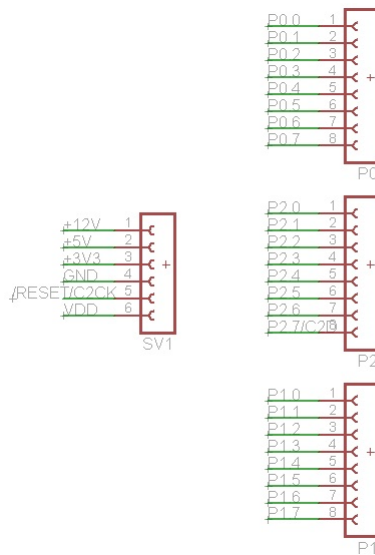 P0.0 1
P0.1 2
P0.2 3
P0.3 4
P0.4 5
P0.5 6
P0.6 7
P0.7 8
+
P0
+12V 1
+5V 2
+3V3 3
GND 4
/RESET/C2CK 5
VDD 6
+
SV1
P2.0 1
P2.1 2
P2.2 3
P2.3 4
P2.4 5
P2.5 6
P2.6 7
P2.7/C2D 8
+
P2
P1.0 1
P1.1 2
P1.2 3
P1.3 4
P1.4 5
P1.5 6
P1.6 7
P1.7 8
+
P1